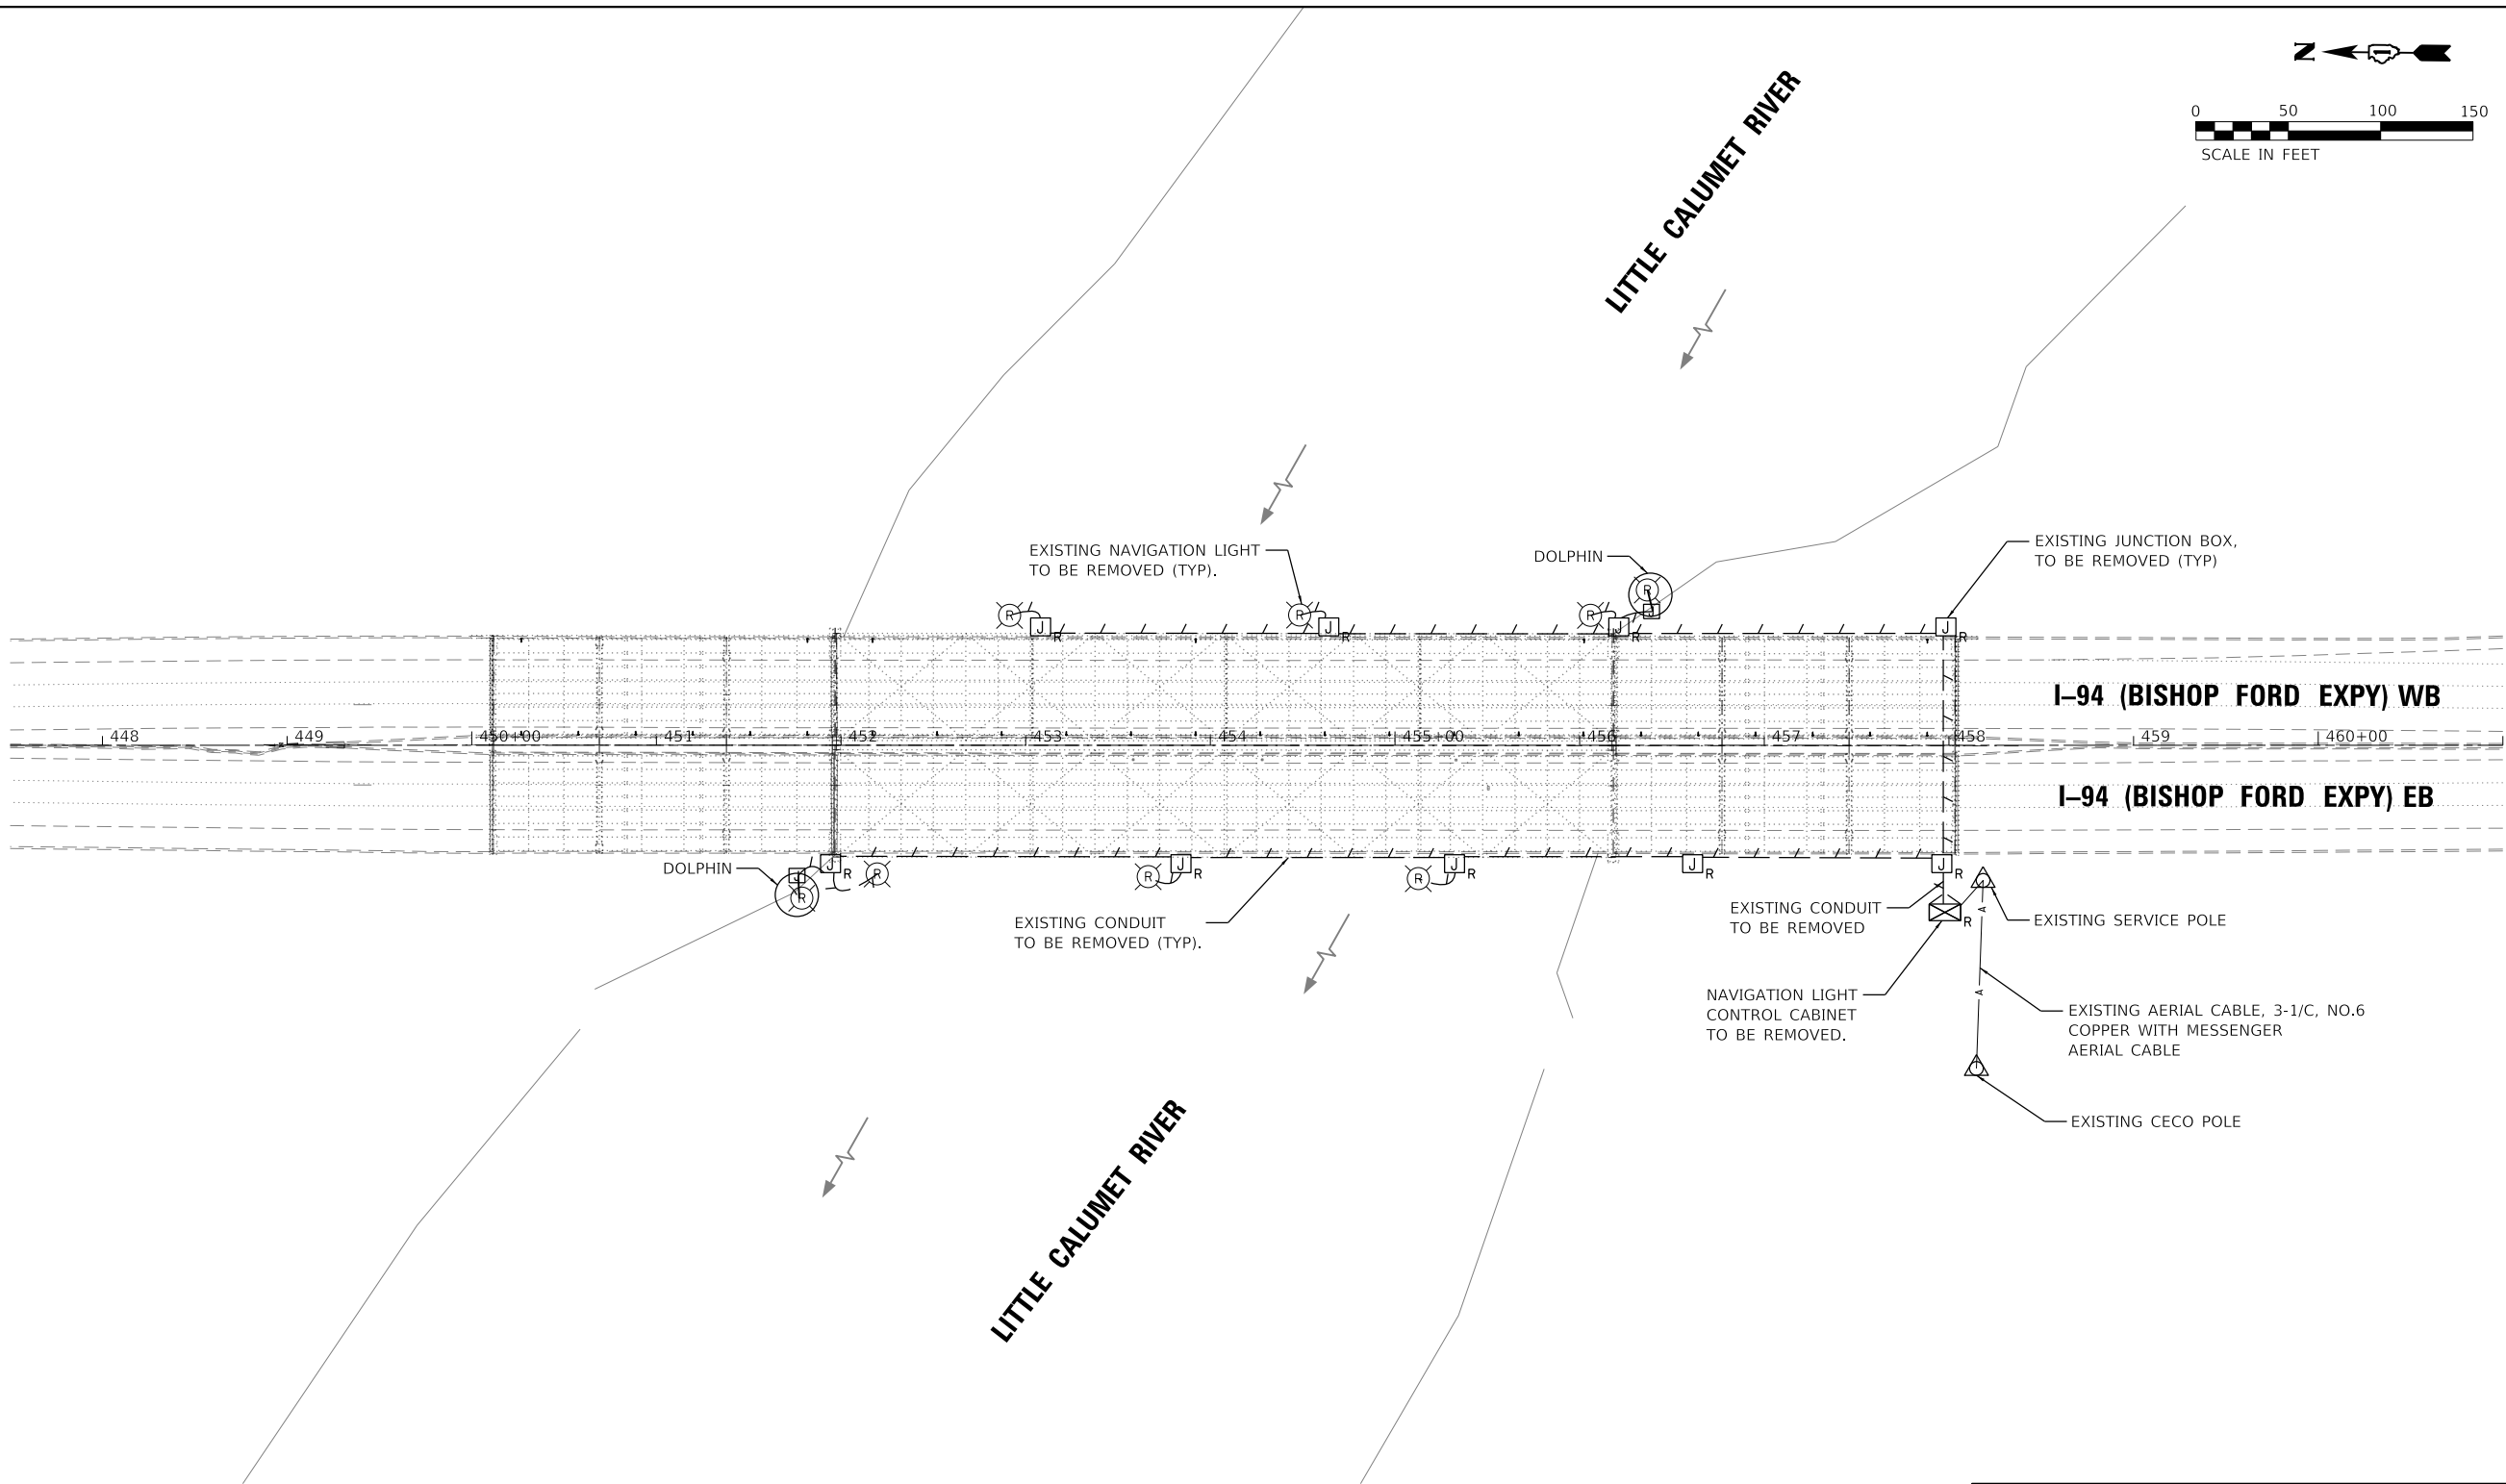 N
0 50 100 150
SCALE IN FEET
LITTLE CALUMET RIVER
EXISTING NAVIGATION LIGHT
TO BE REMOVED (TYP).
DOLPHIN
EXISTING JUNCTION BOX,
TO BE REMOVED (TYP)
R R R R
J J J J J
R R R R
I-94 (BISHOP FORD EXPY) WB
448 449 450+00 451 452 453 454 455+00 456 457 458 459 460+00
I-94 (BISHOP FORD EXPY) EB
DOLPHIN
J J J J J J
R R R R R
R R R R
EXISTING CONDUIT
TO BE REMOVED (TYP).
EXISTING CONDUIT
TO BE REMOVED
R
A
EXISTING SERVICE POLE
NAVIGATION LIGHT
CONTROL CABINET
TO BE REMOVED.
A
EXISTING AERIAL CABLE, 3-1/C, NO.6
COPPER WITH MESSENGER
AERIAL CABLE
EXISTING CECO POLE
LITTLE CALUMET RIVER